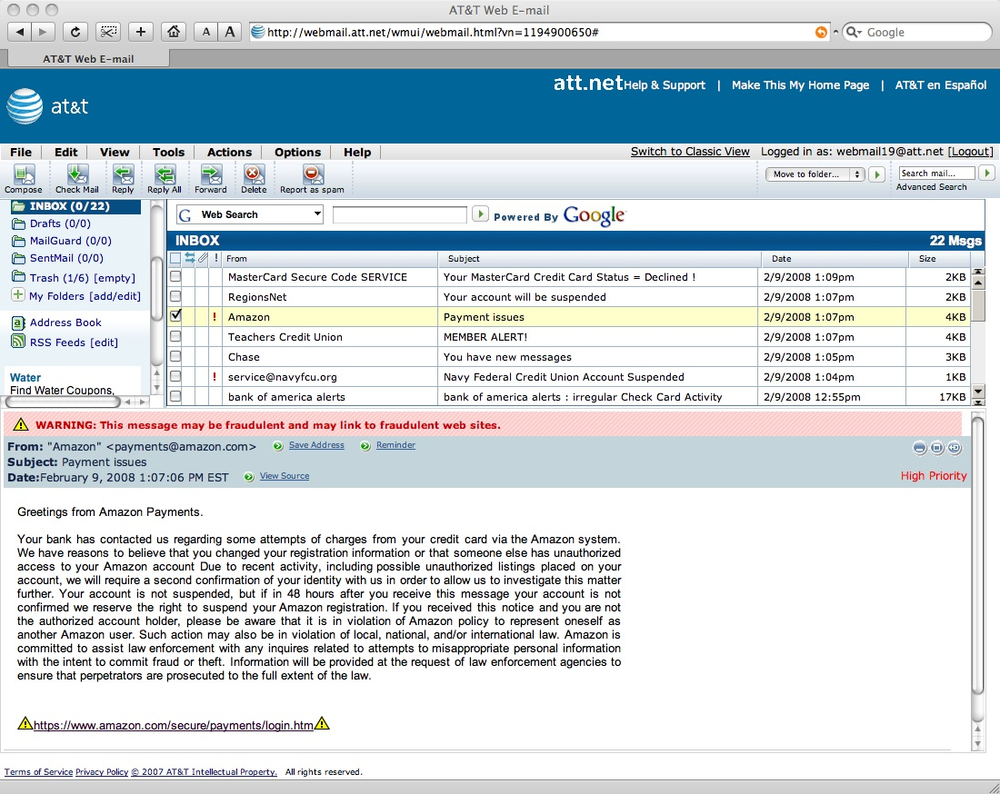 AT&T Web E-mail
A A http://webmail.att.net/wmui/webmail.html?vn=1194900650# Google
AT&T Web E-mail
at&t
att.net Help & Support | Make This My Home Page | AT&T en Español
File Edit View Tools Actions Options Help Switch to Classic View Logged in as: webmail19@att.net [Logout]
Compose Check Mail Reply Reply All Forward Delete Report as spam Move to folder... Search mail...
Advanced Search
INBOX (0/22)
Drafts (0/0)
MailGuard (0/0)
SentMail (0/0)
Trash (1/6) [empty]
My Folders [add/edit]
Address Book
RSS Feeds [edit]
Water
Find Water Coupons,
G Web Search Powered By Google
INBOX 22 Msgs
! From Subject Date Size
MasterCard Secure Code SERVICE Your MasterCard Credit Card Status = Declined ! 2/9/2008 1:09pm 2KB
RegionsNet Your account will be suspended 2/9/2008 1:07pm 2KB
! Amazon Payment issues 2/9/2008 1:07pm 4KB
Teachers Credit Union MEMBER ALERT! 2/9/2008 1:07pm 4KB
Chase You have new messages 2/9/2008 1:05pm 3KB
! service@navyfcu.org Navy Federal Credit Union Account Suspended 2/9/2008 1:04pm 1KB
bank of america alerts bank of america alerts : irregular Check Card Activity 2/9/2008 12:55pm 17KB
WARNING: This message may be fraudulent and may link to fraudulent web sites.
From: "Amazon" <payments@amazon.com> Save Address Reminder
Subject: Payment issues
Date:February 9, 2008 1:07:06 PM EST View Source High Priority
Greetings from Amazon Payments.
Your bank has contacted us regarding some attempts of charges from your credit card via the Amazon system.
We have reasons to believe that you changed your registration information or that someone else has unauthorized
access to your Amazon account Due to recent activity, including possible unauthorized listings placed on your
account, we will require a second confirmation of your identity with us in order to allow us to investigate this matter
further. Your account is not suspended, but if in 48 hours after you receive this message your account is not
confirmed we reserve the right to suspend your Amazon registration. If you received this notice and you are not
the authorized account holder, please be aware that it is in violation of Amazon policy to represent oneself as
another Amazon user. Such action may also be in violation of local, national, and/or international law. Amazon is
committed to assist law enforcement with any inquires related to attempts to misappropriate personal information
with the intent to commit fraud or theft. Information will be provided at the request of law enforcement agencies to
ensure that perpetrators are prosecuted to the full extent of the law.
https://www.amazon.com/secure/payments/login.htm
Terms of Service Privacy Policy © 2007 AT&T Intellectual Property. All rights reserved.